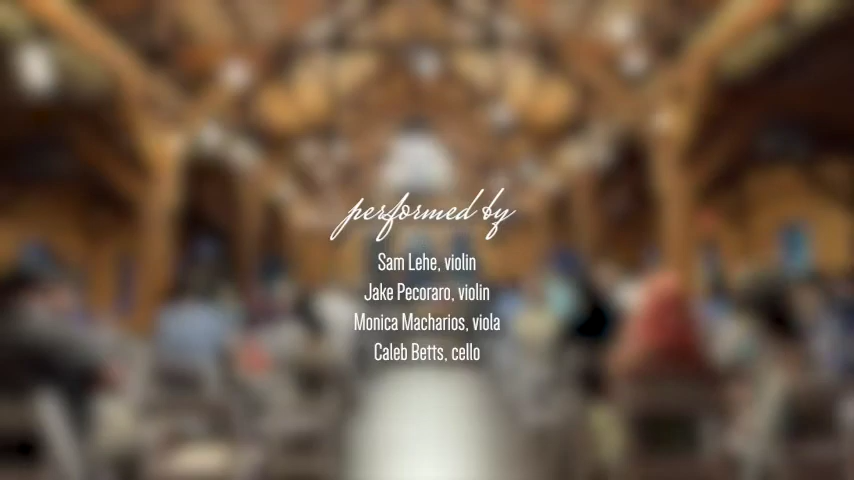 performed by
Sam Lehe, violin
Jake Pecoraro, violin
Monica Macharios, viola
Caleb Betts, cello